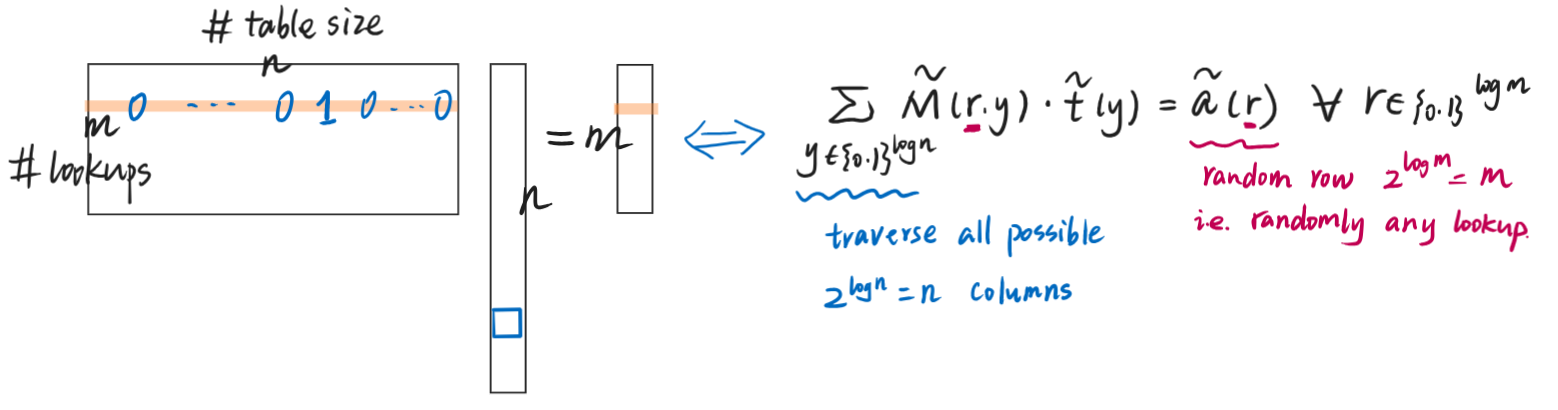 # table size
n
0 ... 0 1 0 ... 0
m
# lookups
n
= m
⟺
∑ M̃(r.y) · t̃(y) = ã(r) ∀ r∈{0.1}^{log m}
y∈{0.1}^{log n}
traverse all possible
2^{log n} = n columns
random row 2^{log m} = m
i.e. randomly any lookup.